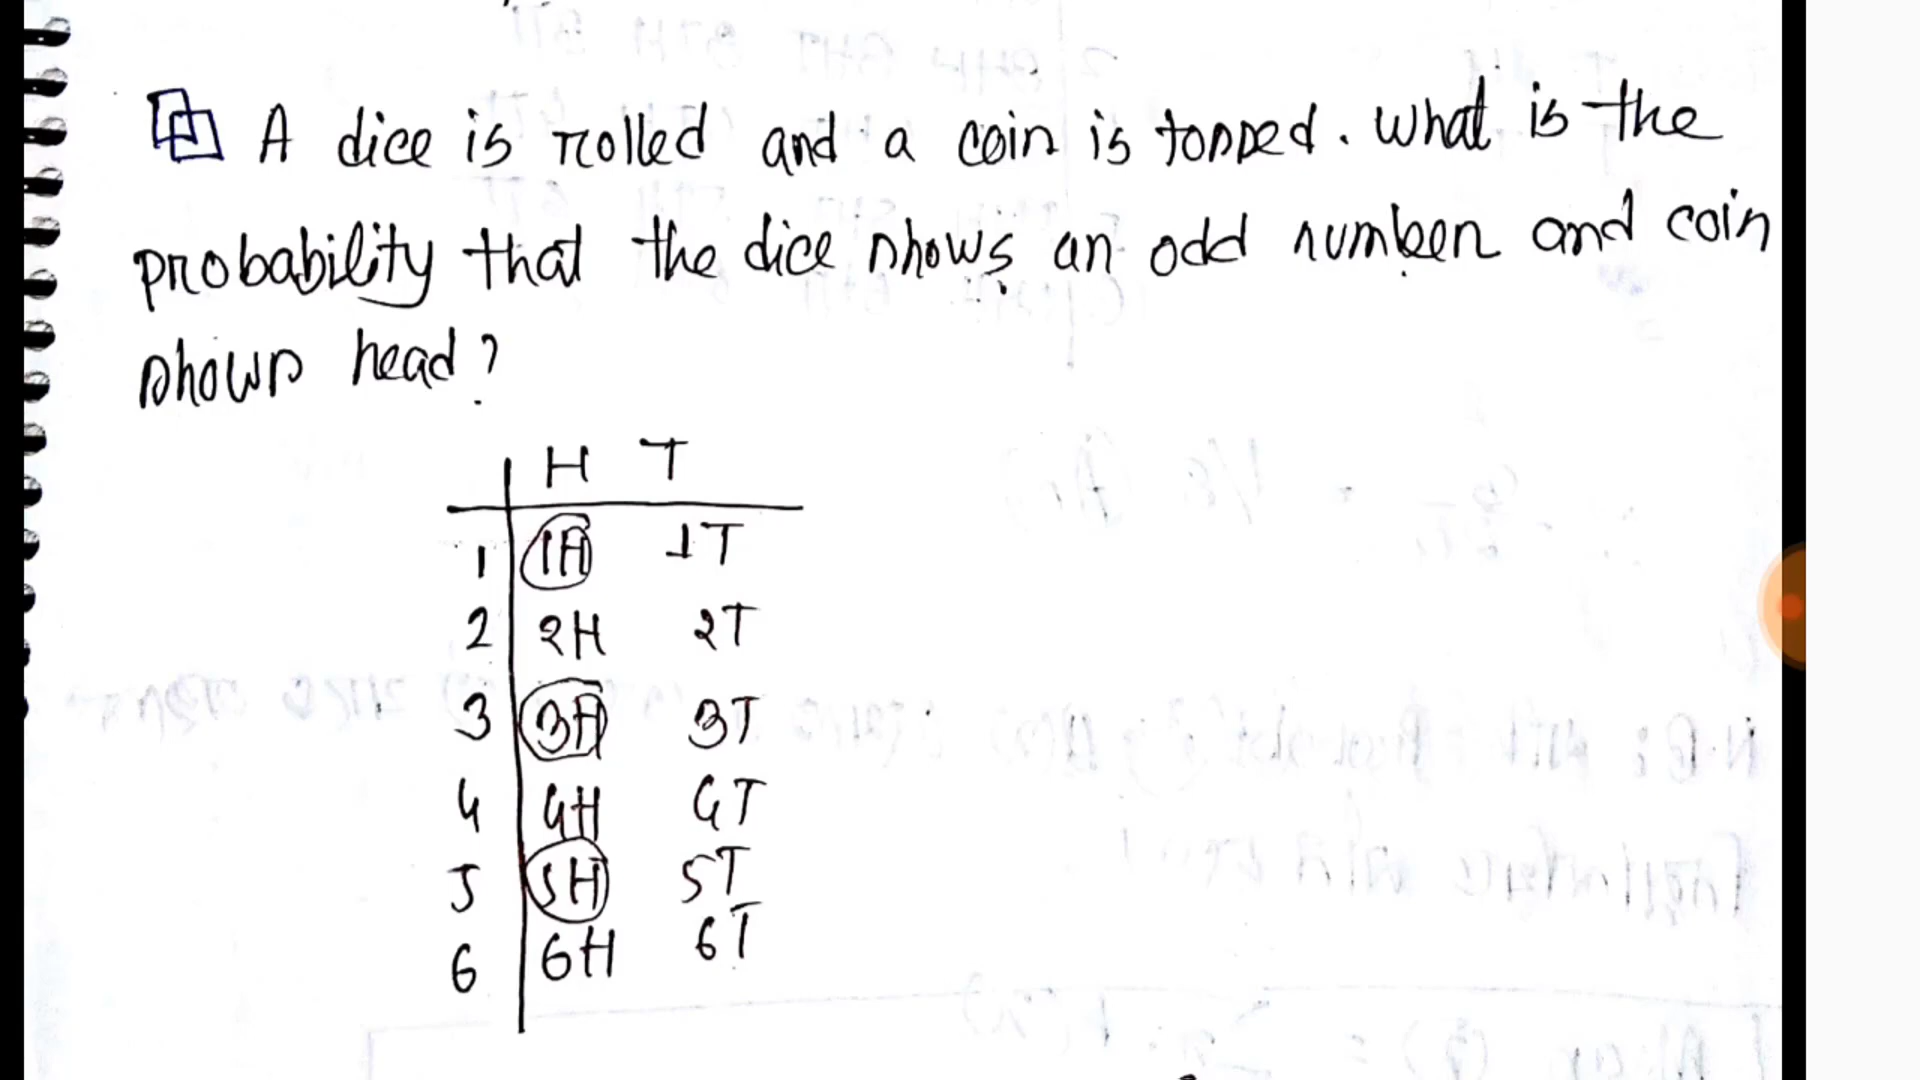 A dice is rolled and a coin is tossed. What is the
probability that the dice shows an odd number and coin
shows head?
H T
1 1H 1T
2 2H 2T
3 3H 3T
4 4H 4T
5 5H 5T
6 6H 6T